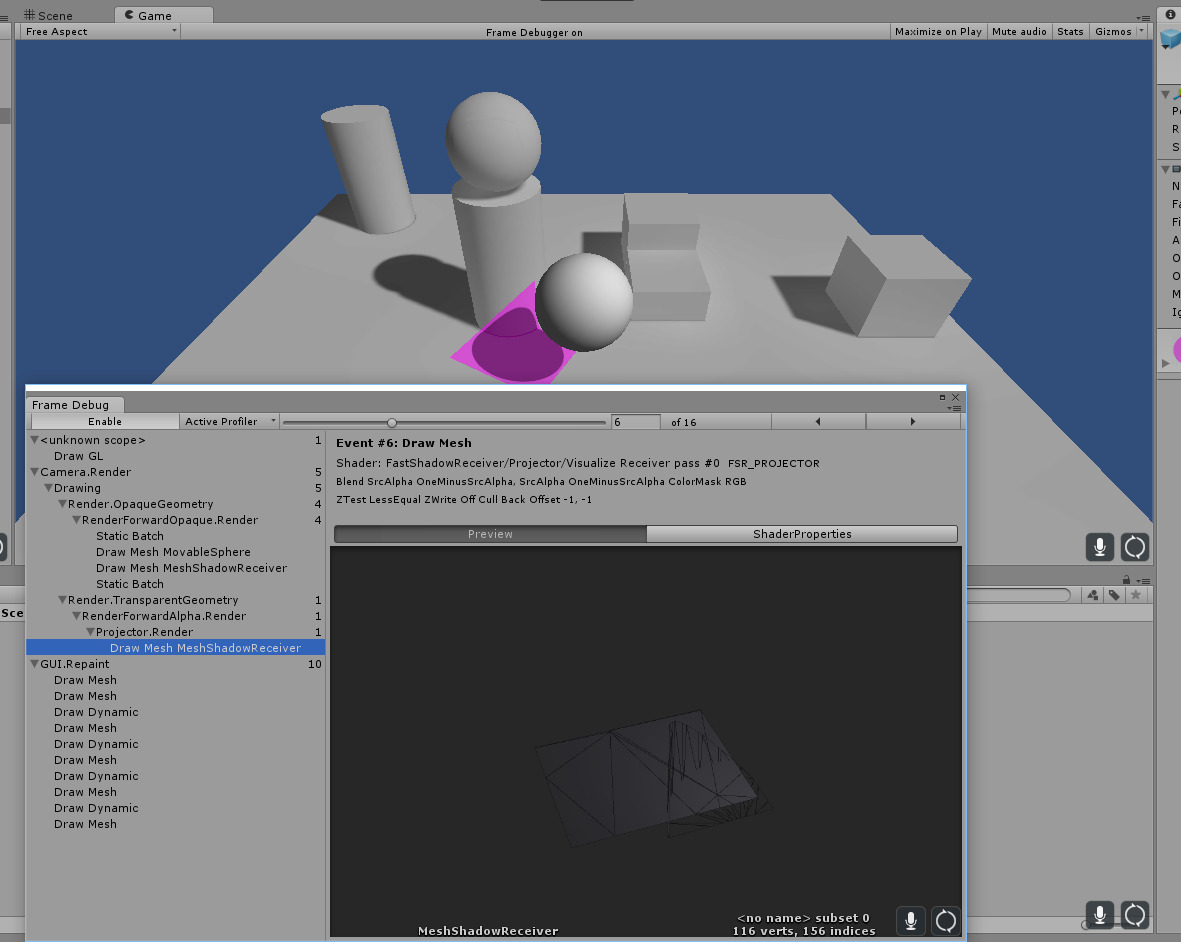 Scene
Game
Free Aspect
Frame Debugger on
Maximize on Play
Mute audio
Stats
Gizmos
Frame Debug
Enable
Active Profiler
6
of 16
<unknown scope> 1
Draw GL
Camera.Render 5
Drawing 5
Render.OpaqueGeometry 4
RenderForwardOpaque.Render 4
Static Batch
Draw Mesh MovableSphere
Draw Mesh MeshShadowReceiver
Static Batch
Render.TransparentGeometry 1
RenderForwardAlpha.Render 1
Projector.Render 1
Draw Mesh MeshShadowReceiver
GUI.Repaint 10
Draw Mesh
Draw Mesh
Draw Dynamic
Draw Mesh
Draw Dynamic
Draw Mesh
Draw Dynamic
Draw Mesh
Draw Dynamic
Draw Mesh
Event #6: Draw Mesh
Shader: FastShadowReceiver/Projector/Visualize Receiver pass #0 FSR_PROJECTOR
Blend SrcAlpha OneMinusSrcAlpha, SrcAlpha OneMinusSrcAlpha ColorMask RGB
ZTest LessEqual ZWrite Off Cull Back Offset -1, -1
Preview
ShaderProperties
MeshShadowReceiver
<no name> subset 0
116 verts, 156 indices
Sce